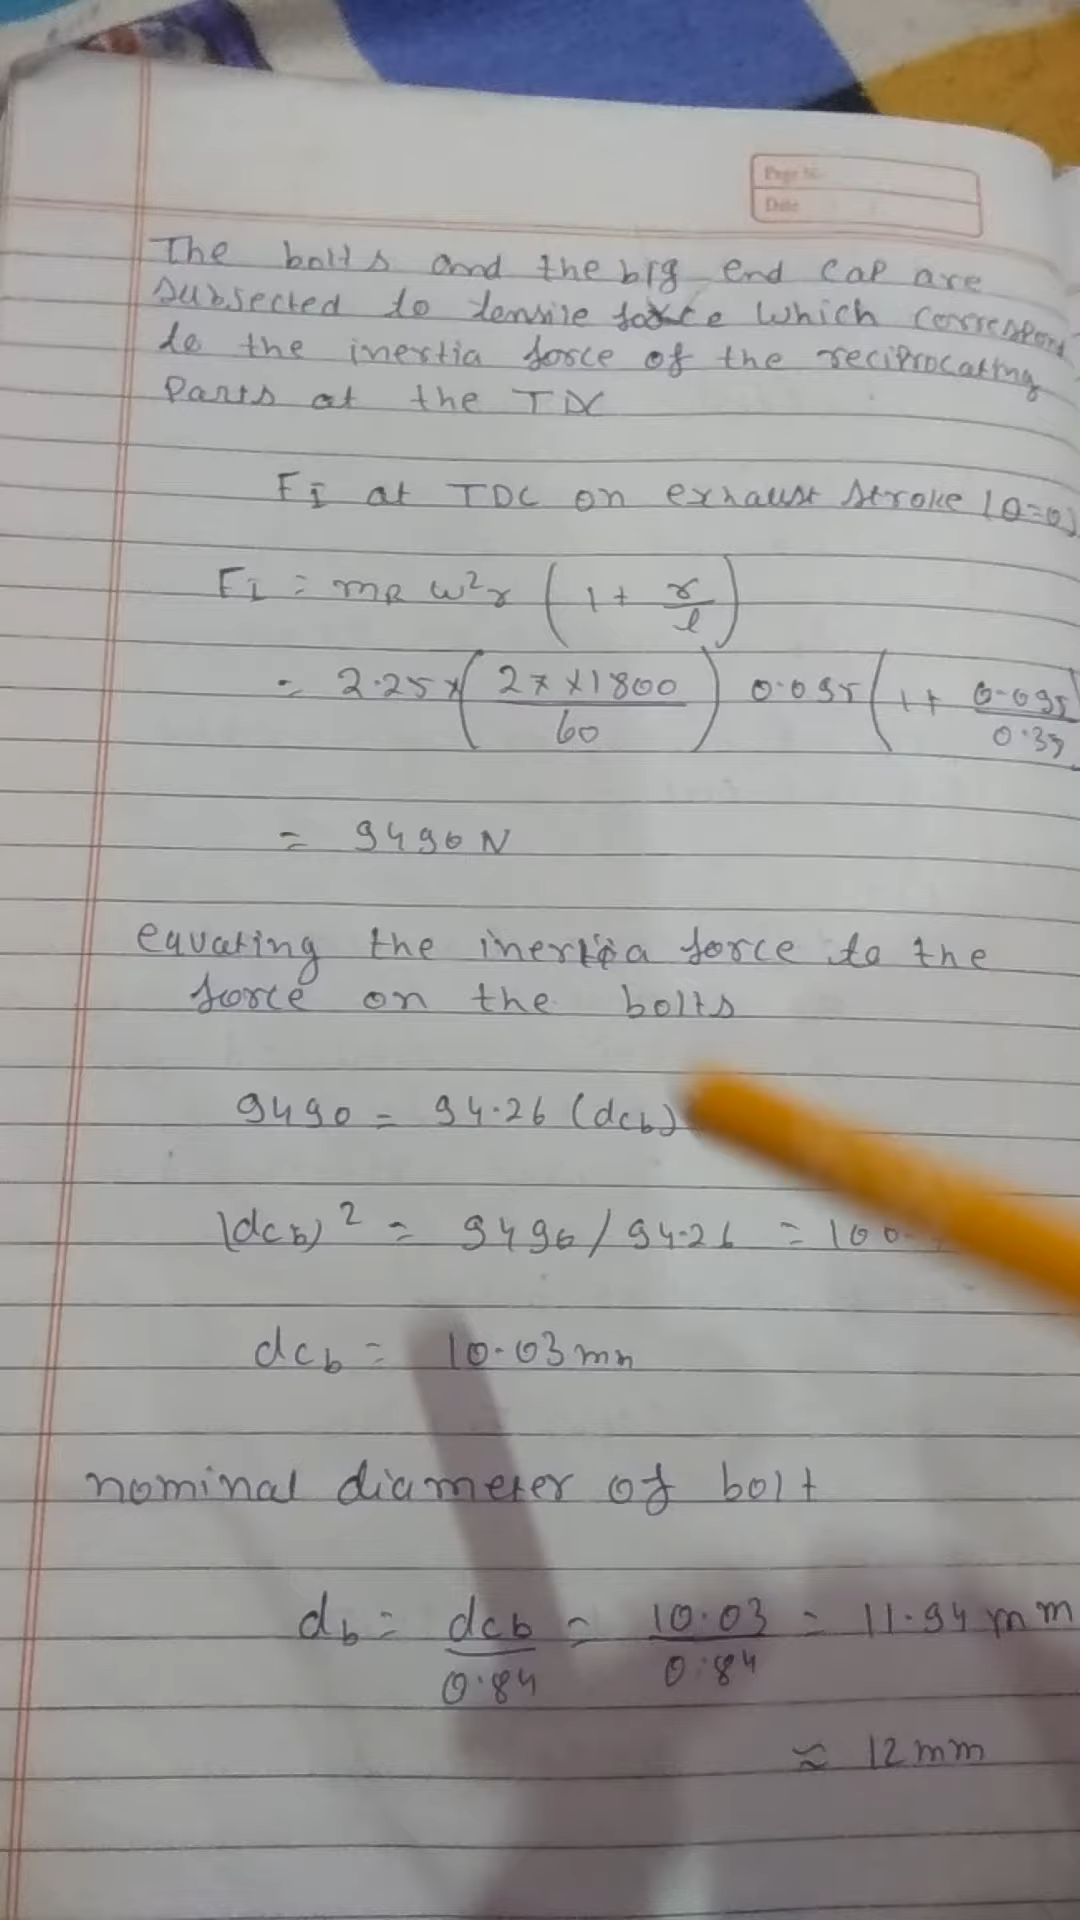 Page No.
Date
The bolts and the big end cap are
subsected to tensile force which correspon
to the inertia force of the reciprocating
Parts at the TDC
FI at TDC on exhaust stroke (θ=0)
FI = mR ω²r (1 + r/l)
= 2.25 x (2π x 1800/60) 0.095 (1 + 0.095/0.35
= 9490 N
equating the inertia force to the
force on the bolts
9490 = 94.26 (dcb)
(dcb)² = 9490/94.26 = 100.
dcb = 10.03 mm
nominal diameter of bolt
db = dcb/0.84 = 10.03/0.84 = 11.94 mm
≈ 12 mm